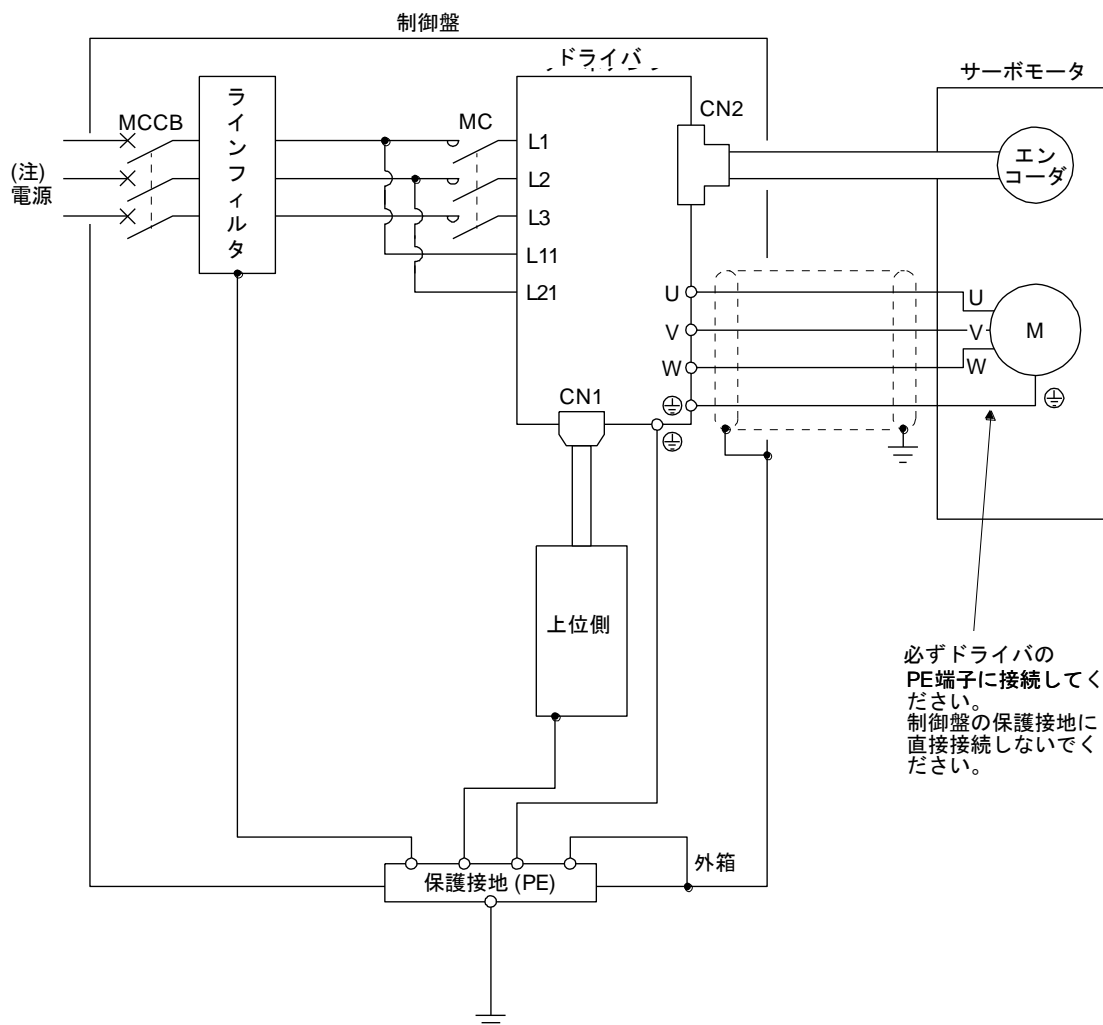 制御盤
ドライバ
サーボモータ
ラインフィルタ
MCCB
MC
CN2
(注)
電源
L1
L2
L3
L11
L21
エン
コーダ
U
V
W
U
V
W
M
CN1
上位側
必ずドライバの
PE端子に接続してく
ださい。
制御盤の保護接地に
直接接続しないでく
ださい。
外箱
保護接地 (PE)